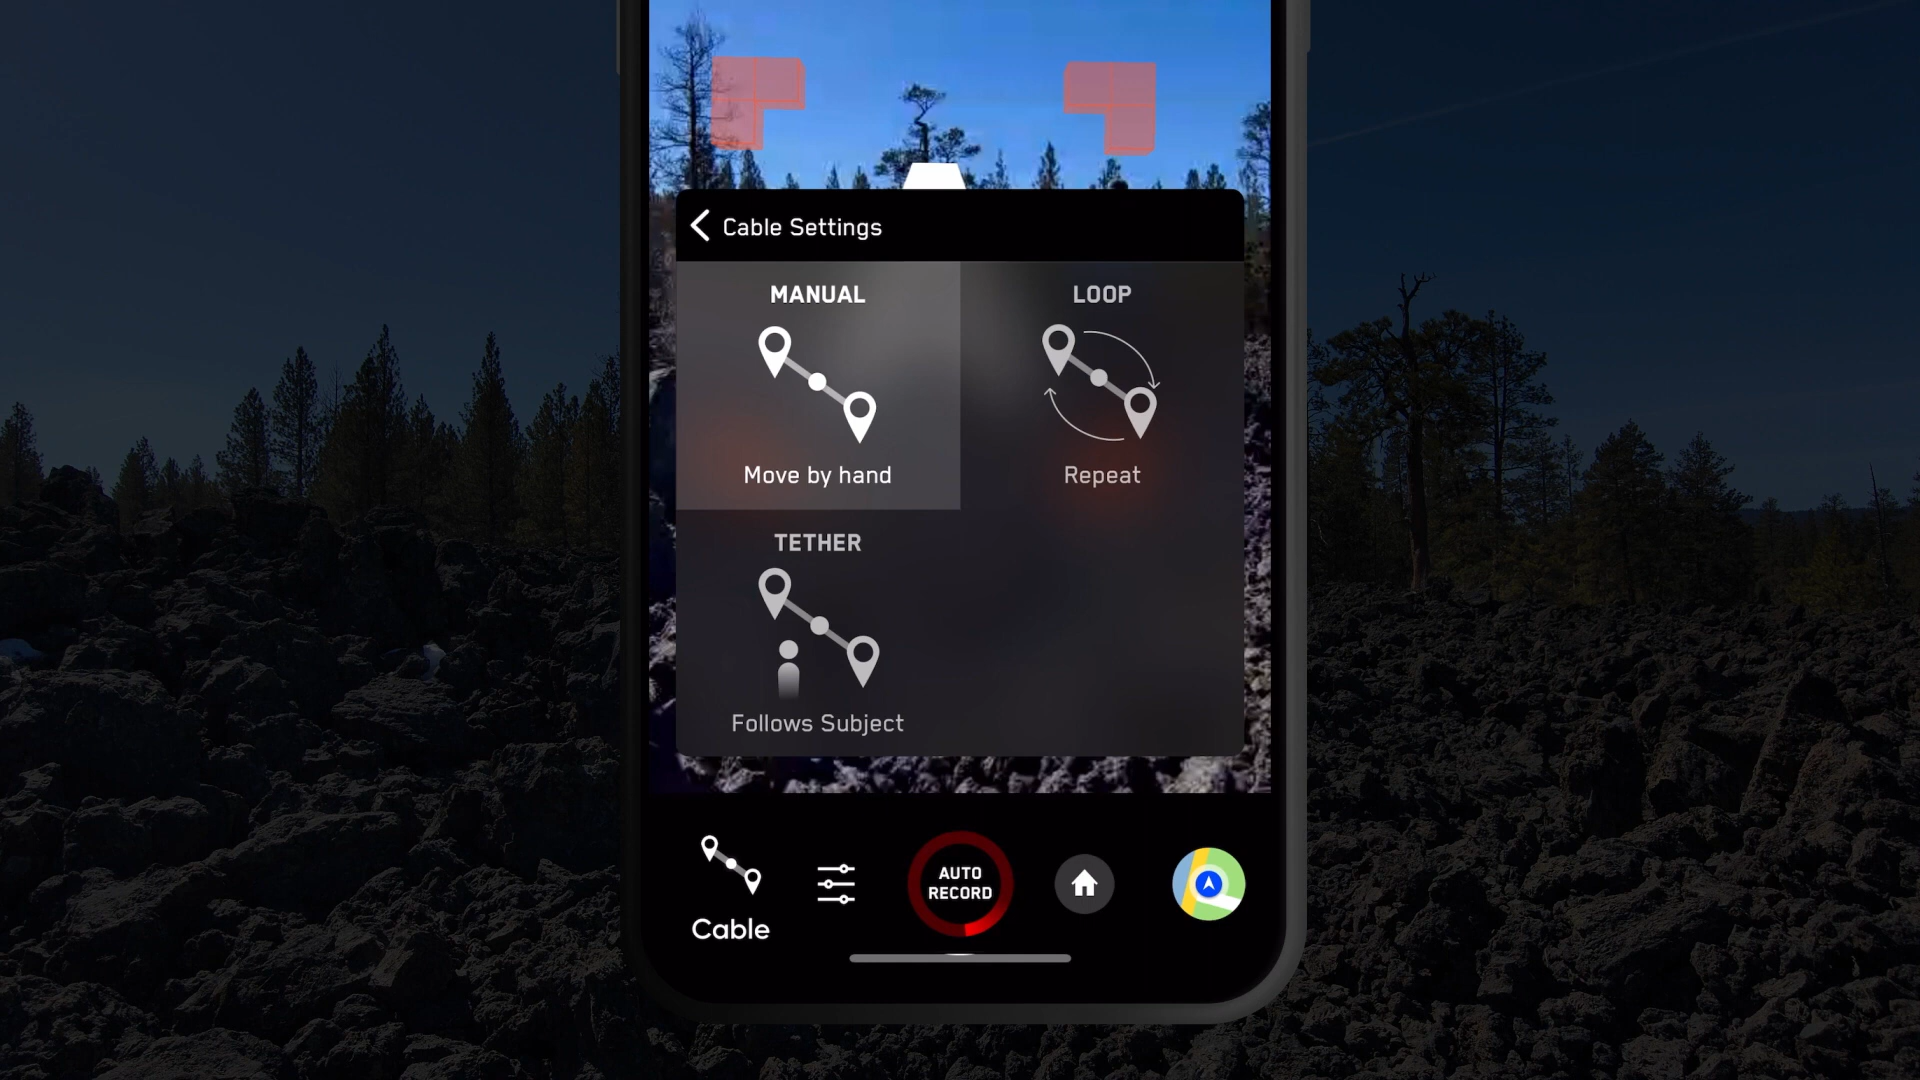 Cable Settings
MANUAL
LOOP
Move by hand
Repeat
TETHER
Follows Subject
AUTO
RECORD
Cable